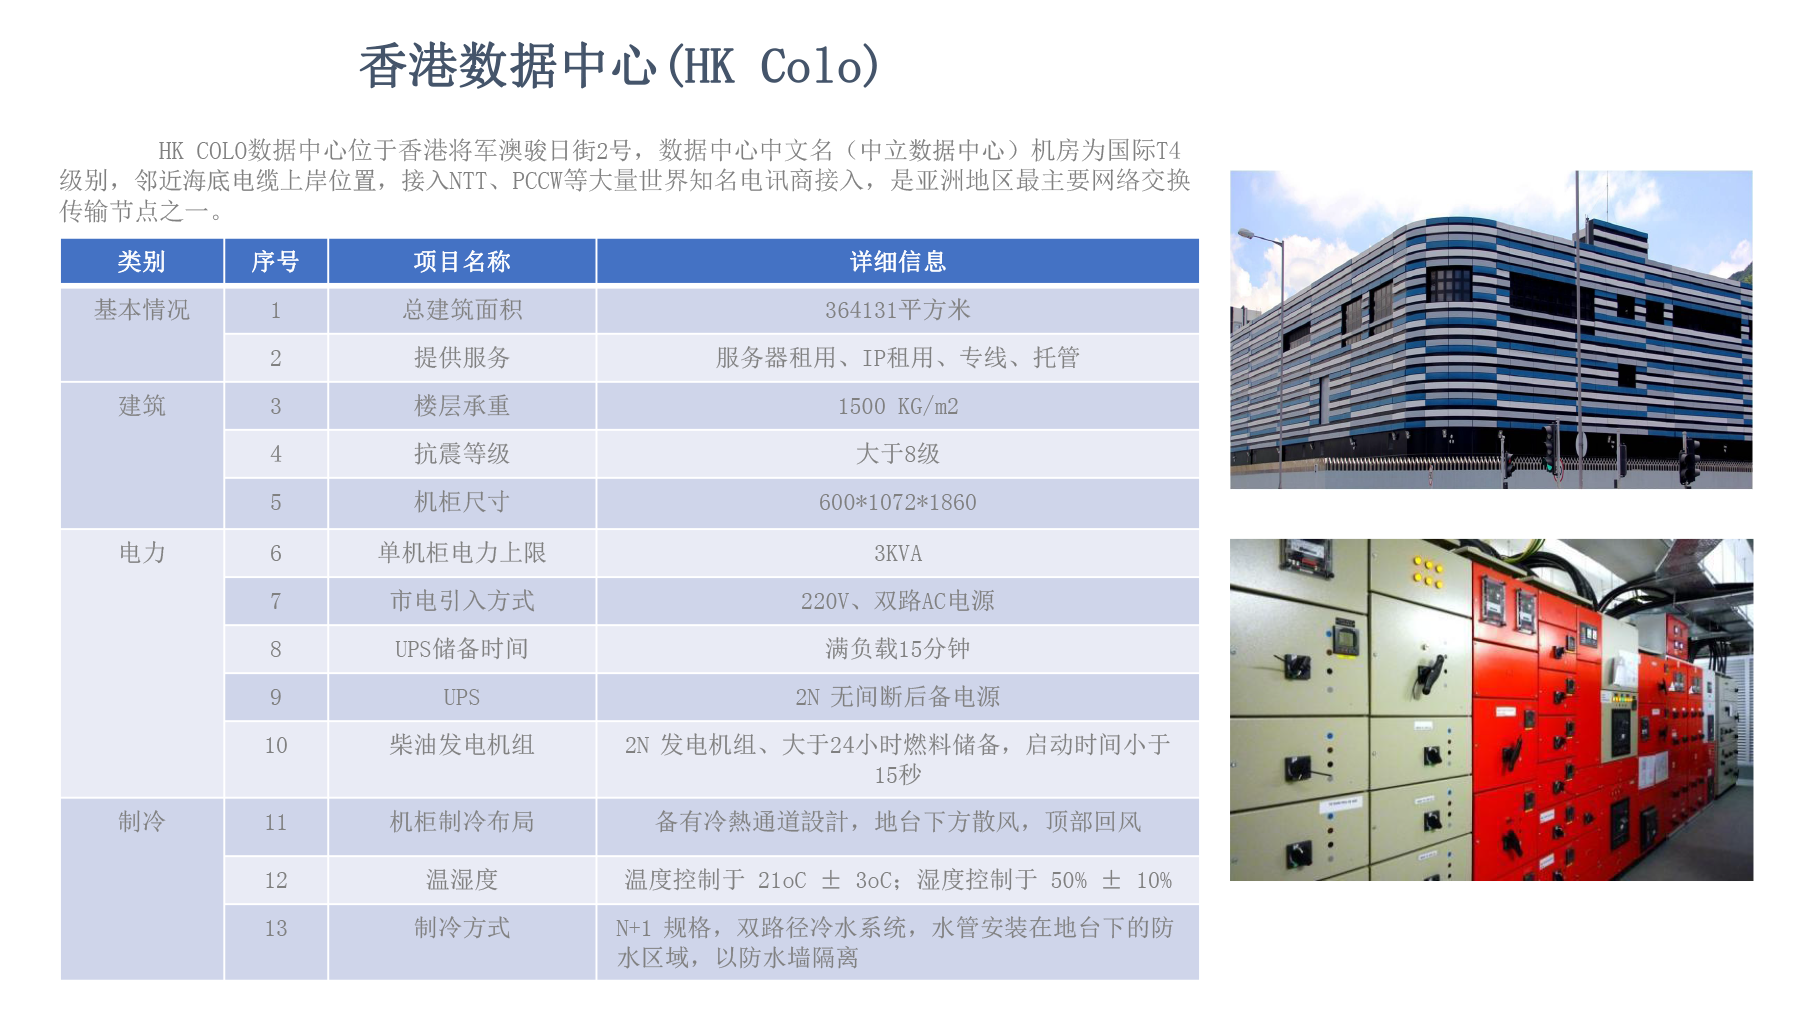 香港数据中心(HK Colo)
HK COLO数据中心位于香港将军澳骏日街2号，数据中心中文名（中立数据中心）机房为国际T4
级别，邻近海底电缆上岸位置，接入NTT、PCCW等大量世界知名电讯商接入，是亚洲地区最主要网络交换
传输节点之一。
类别 序号 项目名称 详细信息
基本情况 1 总建筑面积 364131平方米
2 提供服务 服务器租用、IP租用、专线、托管
建筑 3 楼层承重 1500 KG/m2
4 抗震等级 大于8级
5 机柜尺寸 600*1072*1860
电力 6 单机柜电力上限 3KVA
7 市电引入方式 220V、双路AC电源
8 UPS储备时间 满负载15分钟
9 UPS 2N 无间断后备电源
10 柴油发电机组 2N 发电机组、大于24小时燃料储备，启动时间小于
15秒
制冷 11 机柜制冷布局 备有冷熱通道設計，地台下方散风，顶部回风
12 温湿度 温度控制于 21oC ± 3oC；湿度控制于 50% ± 10%
13 制冷方式 N+1 规格，双路径冷水系统，水管安装在地台下的防
水区域，以防水墙隔离